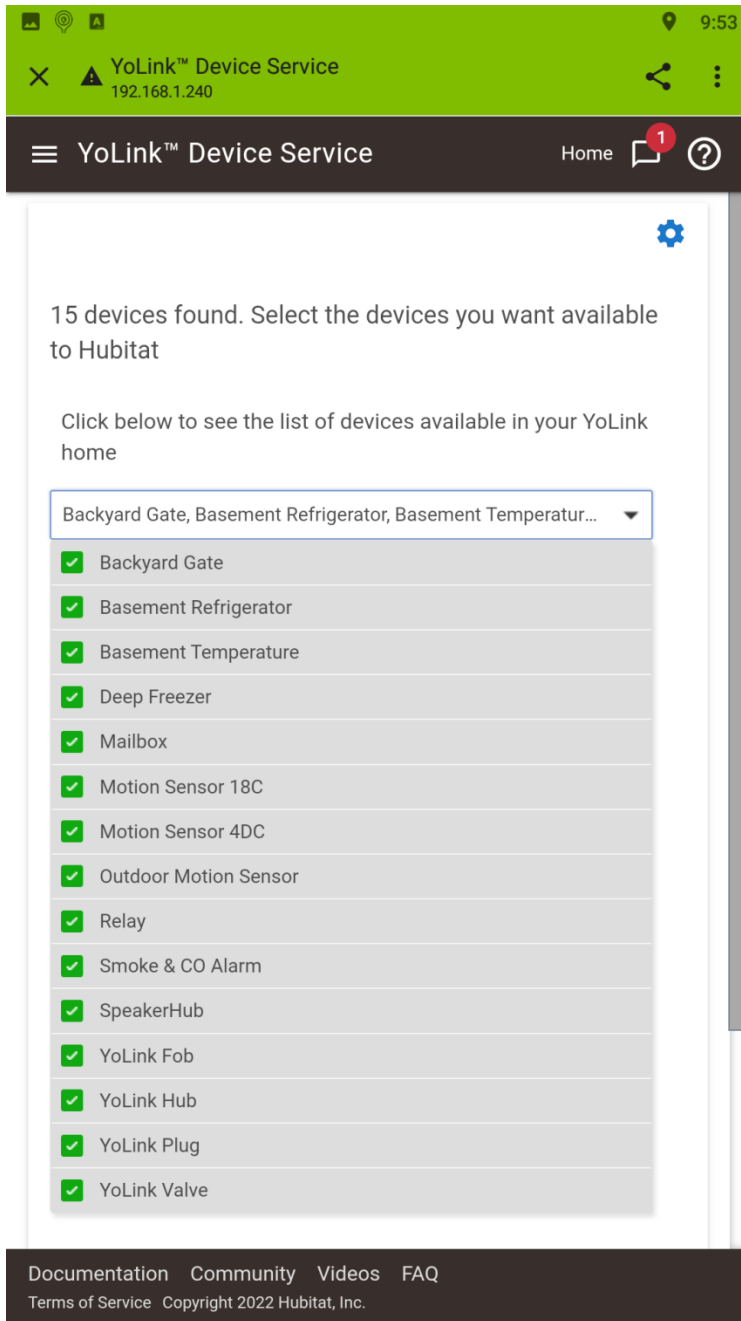 9:53
YoLink™ Device Service
192.168.1.240
YoLink™ Device Service
Home
1
15 devices found. Select the devices you want available
to Hubitat
Click below to see the list of devices available in your YoLink
home
Backyard Gate, Basement Refrigerator, Basement Temperatur...
Backyard Gate
Basement Refrigerator
Basement Temperature
Deep Freezer
Mailbox
Motion Sensor 18C
Motion Sensor 4DC
Outdoor Motion Sensor
Relay
Smoke & CO Alarm
SpeakerHub
YoLink Fob
YoLink Hub
YoLink Plug
YoLink Valve
Documentation Community Videos FAQ
Terms of Service Copyright 2022 Hubitat, Inc.